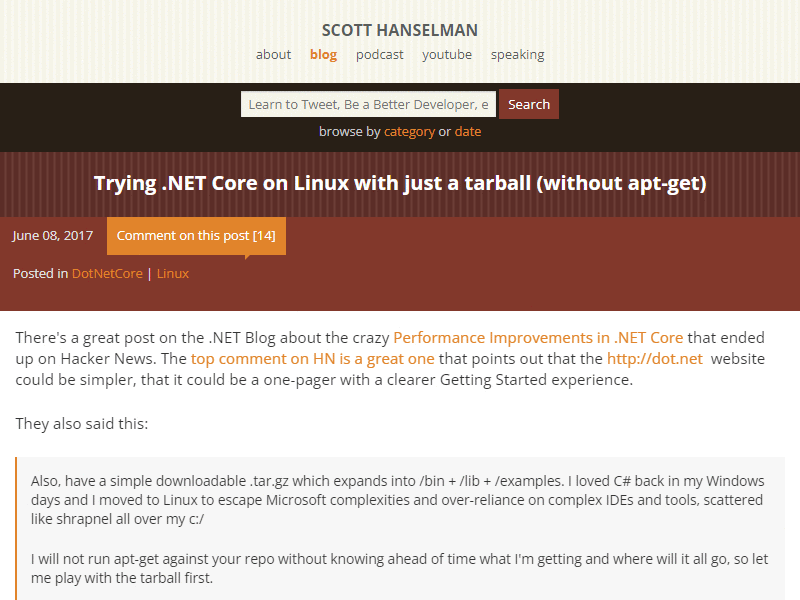 SCOTT HANSELMAN
about blog podcast youtube speaking
Learn to Tweet, Be a Better Developer, e Search
browse by category or date
Trying .NET Core on Linux with just a tarball (without apt-get)
June 08, 2017 Comment on this post [14]
Posted in DotNetCore | Linux
There's a great post on the .NET Blog about the crazy Performance Improvements in .NET Core that ended
up on Hacker News. The top comment on HN is a great one that points out that the http://dot.net website
could be simpler, that it could be a one-pager with a clearer Getting Started experience.
They also said this:
Also, have a simple downloadable .tar.gz which expands into /bin + /lib + /examples. I loved C# back in my Windows
days and I moved to Linux to escape Microsoft complexities and over-reliance on complex IDEs and tools, scattered
like shrapnel all over my c:/
I will not run apt-get against your repo without knowing ahead of time what I'm getting and where will it all go, so let
me play with the tarball first.